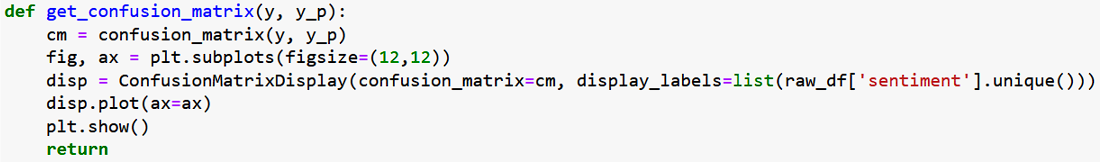 def get_confusion_matrix(y, y_p):
    cm = confusion_matrix(y, y_p)
    fig, ax = plt.subplots(figsize=(12,12))
    disp = ConfusionMatrixDisplay(confusion_matrix=cm, display_labels=list(raw_df['sentiment'].unique()))
    disp.plot(ax=ax)
    plt.show()
    return